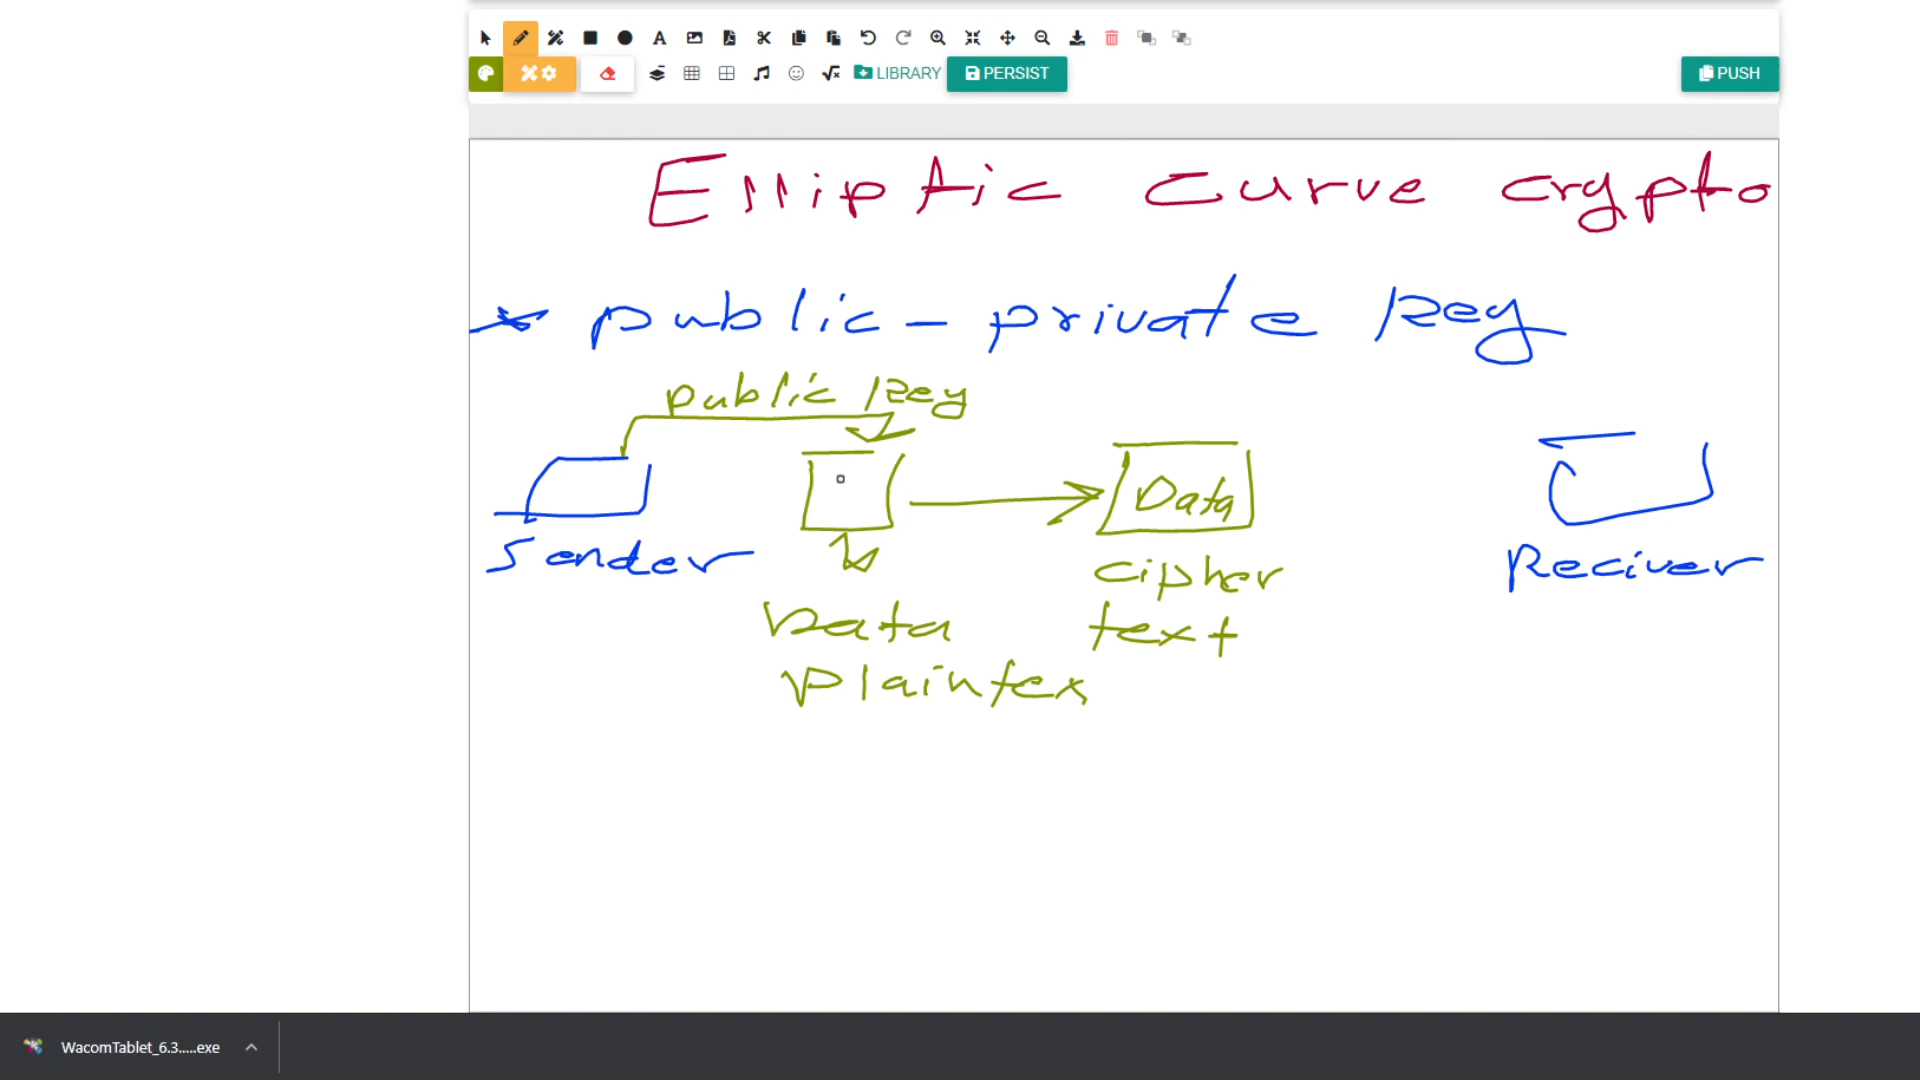 LIBRARY PERSIST PUSH
Elliptic Curve Crypto
* public - private key
public key
Data
Sender
cipher
text
Reciver
Data
plaintex
WacomTablet_6.3.....exe